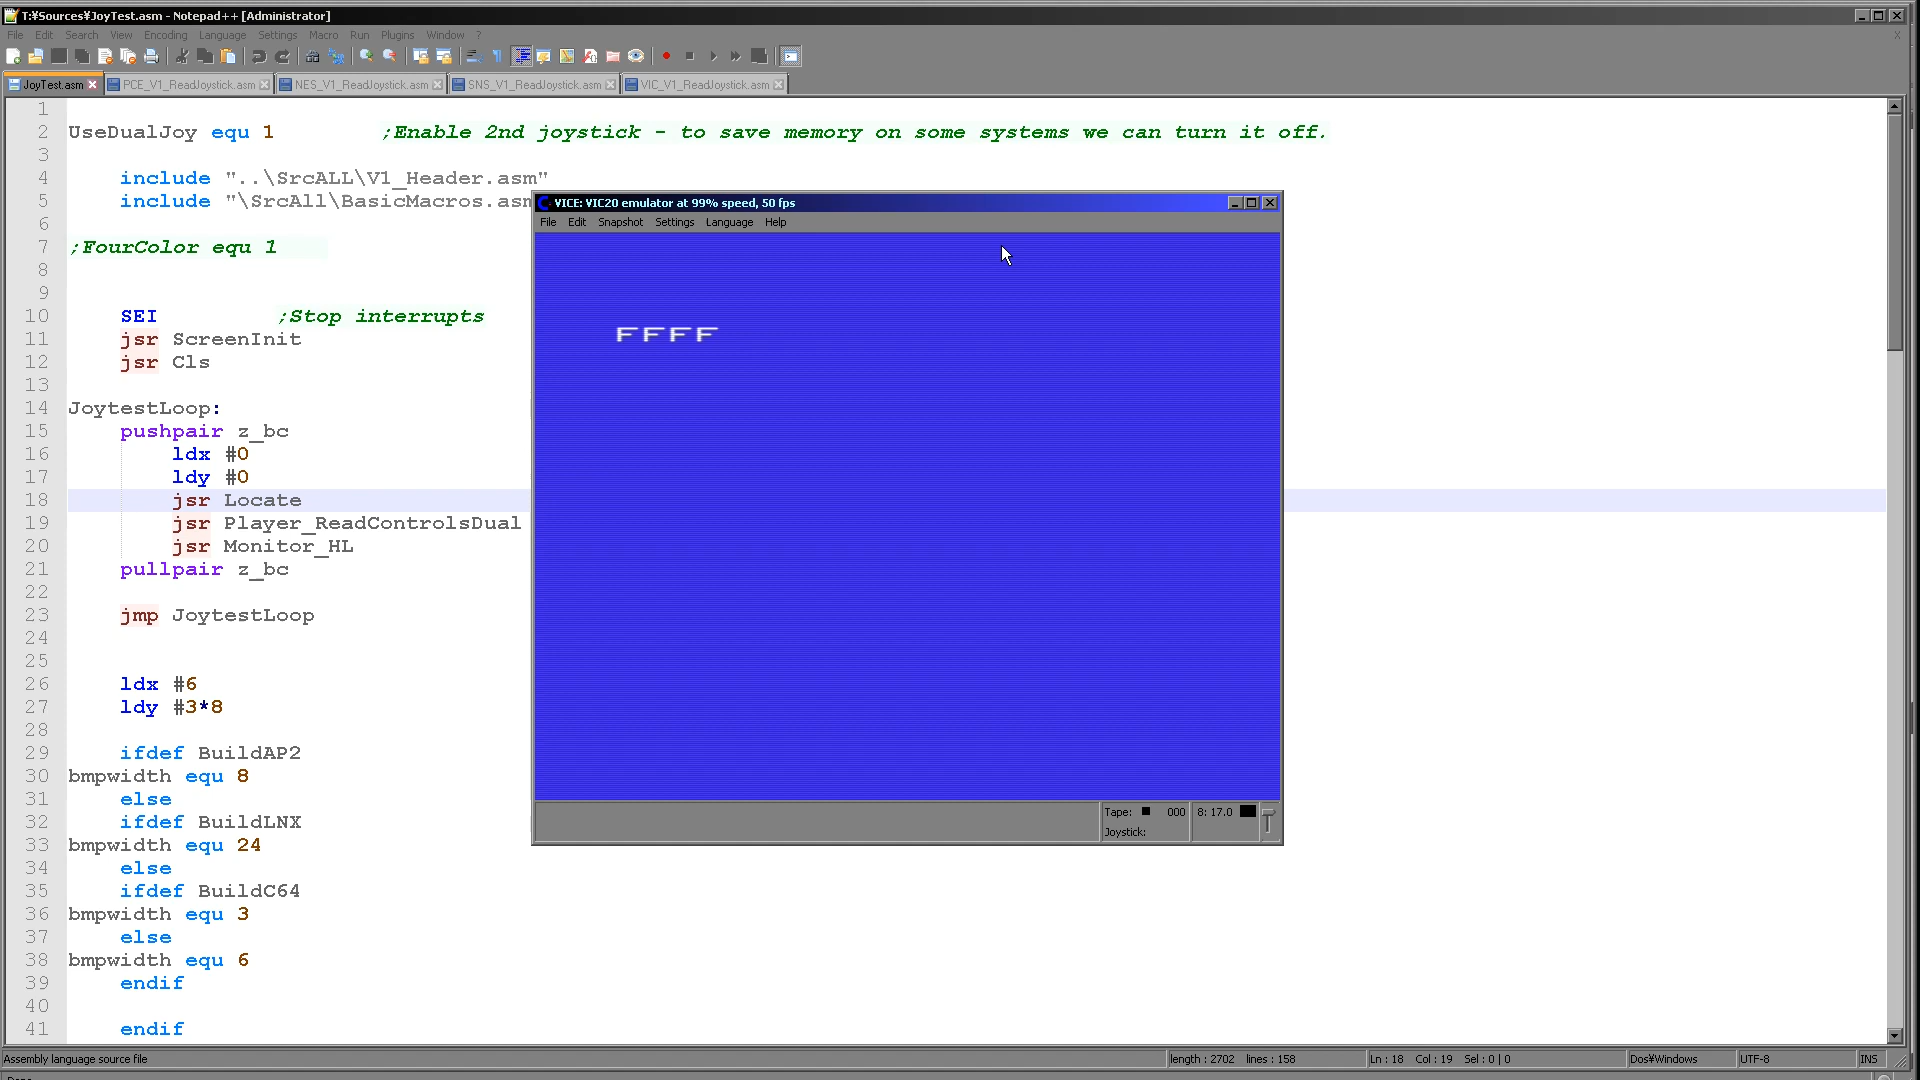 T:¥Sources¥JoyTest.asm - Notepad++ [Administrator]
File Edit Search View Encoding Language Settings Macro Run Plugins Window ? X
JoyTest.asm PCE_V1_ReadJoystick.asm NES_V1_ReadJoystick.asm SNS_V1_ReadJoystick.asm VIC_V1_ReadJoystick.asm
1
2 UseDualJoy equ 1 ;Enable 2nd joystick - to save memory on some systems we can turn it off.
3
4 include "..\SrcALL\V1_Header.asm"
5 include "\SrcAll\BasicMacros.asm
6
7 ;FourColor equ 1
8
9
10 SEI ;Stop interrupts
11 jsr ScreenInit
12 jsr Cls
13
14 JoytestLoop:
15 pushpair z_bc
16 ldx #0
17 ldy #0
18 jsr Locate
19 jsr Player_ReadControlsDual
20 jsr Monitor_HL
21 pullpair z_bc
22
23 jmp JoytestLoop
24
25
26 ldx #6
27 ldy #3*8
28
29 ifdef BuildAP2
30 bmpwidth equ 8
31 else
32 ifdef BuildLNX
33 bmpwidth equ 24
34 else
35 ifdef BuildC64
36 bmpwidth equ 3
37 else
38 bmpwidth equ 6
39 endif
40
41 endif
VICE: VIC20 emulator at 99% speed, 50 fps
File Edit Snapshot Settings Language Help
FFFF
Tape: 000 8: 17.0
Joystick:
Assembly language source file length : 2702 lines : 158 Ln : 18 Col : 19 Sel : 0 | 0 Dos¥Windows UTF-8 INS